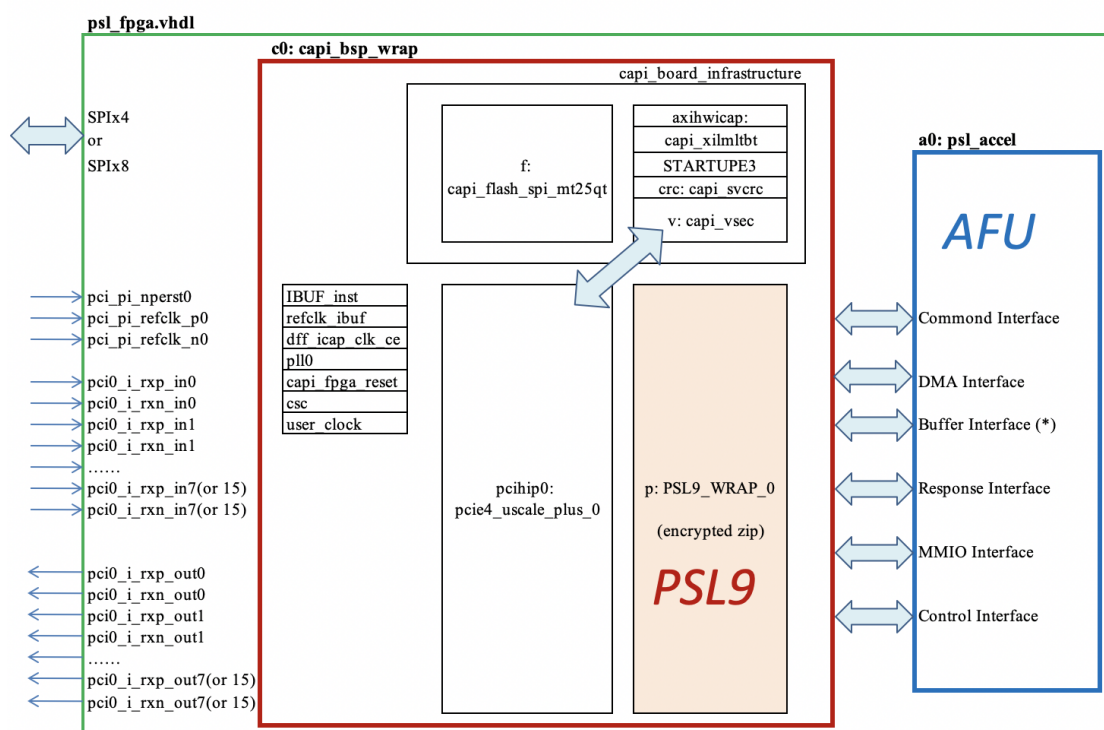 psl_fpga.vhdl
c0: capi_bsp_wrap
capi_board_infrastructure
SPIx4
or
SPIx8
f:
capi_flash_spi_mt25qt
axihwicap:
capi_xilmltbt
STARTUPE3
crc: capi_svcrc
v: capi_vsec
a0: psl_accel
AFU
pci_pi_nperst0
pci_pi_refclk_p0
pci_pi_refclk_n0
pci0_i_rxp_in0
pci0_i_rxn_in0
pci0_i_rxp_in1
pci0_i_rxn_in1
......
pci0_i_rxp_in7(or 15)
pci0_i_rxn_in7(or 15)
pci0_i_rxp_out0
pci0_i_rxn_out0
pci0_i_rxp_out1
pci0_i_rxn_out1
......
pci0_i_rxp_out7(or 15)
pci0_i_rxn_out7(or 15)
IBUF_inst
refclk_ibuf
dff_icap_clk_ce
pll0
capi_fpga_reset
csc
user_clock
pcihip0:
pcie4_uscale_plus_0
p: PSL9_WRAP_0
(encrypted zip)
PSL9
Commond Interface
DMA Interface
Buffer Interface (*)
Response Interface
MMIO Interface
Control Interface